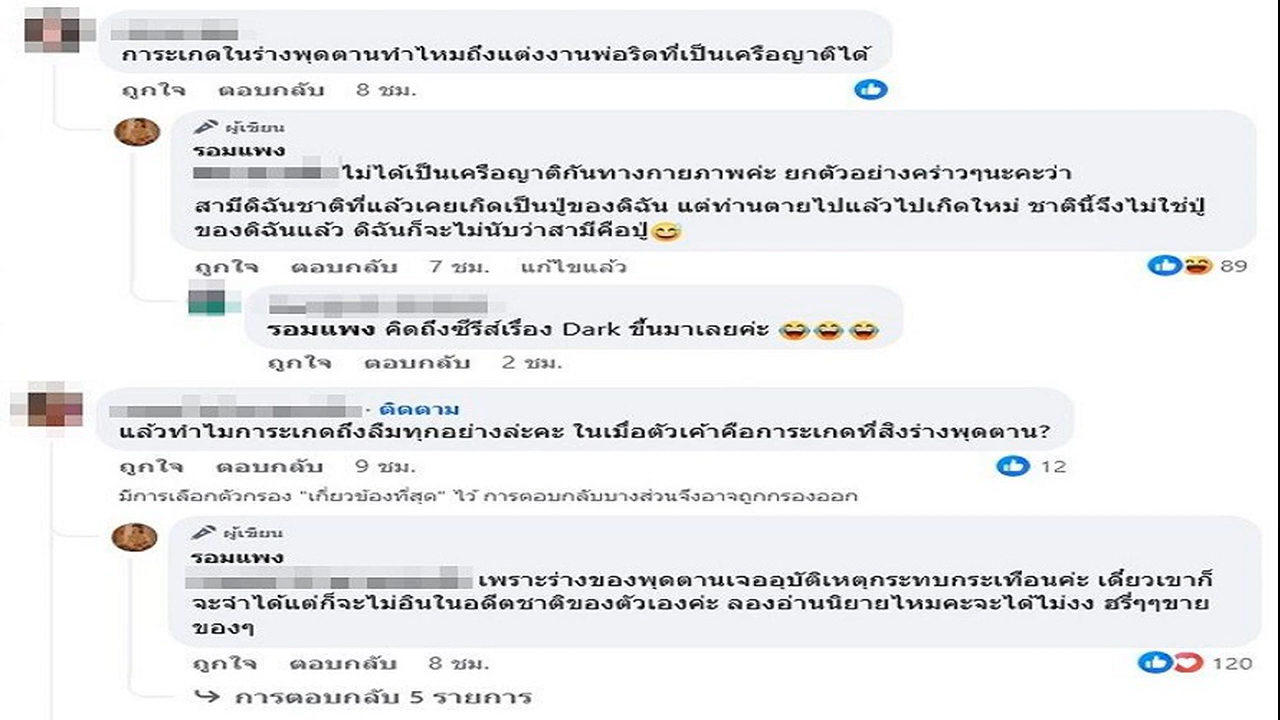 การะเกดในร่างพุดตานทำไหมถึงแต่งงานพ่อริดที่เป็นเครือญาติได้
ถูกใจ ตอบกลับ 8 ชม.
ผู้เขียน
รอมแพง
ไม่ได้เป็นเครือญาติกันทางกายภาพค่ะ ยกตัวอย่างคร่าวๆนะคะว่า
สามีดิฉันชาติที่แล้วเคยเกิดเป็นปู่ของดิฉัน แต่ท่านตายไปแล้วไปเกิดใหม่ ชาตินี้จึงไม่ใช่ปู่
ของดิฉันแล้ว ดิฉันก็จะไม่นับว่าสามีคือปู่😅
ถูกใจ ตอบกลับ 7 ชม. แก้ไขแล้ว 89
รอมแพง คิดถึงซีรีส์เรื่อง Dark ขึ้นมาเลยค่ะ 😂😂😂
ถูกใจ ตอบกลับ 2 ชม.
· ติดตาม
แล้วทำไมการะเกดถึงลืมทุกอย่างล่ะคะ ในเมื่อตัวเค้าคือการะเกดที่สิงร่างพุดตาน?
ถูกใจ ตอบกลับ 9 ชม. 12
มีการเลือกตัวกรอง "เกี่ยวข้องที่สุด" ไว้ การตอบกลับบางส่วนจึงอาจถูกกรองออก
ผู้เขียน
รอมแพง
เพราะร่างของพุดตานเจออุบัติเหตุกระทบกระเทือนค่ะ เดี๋ยวเขาก็
จะจำได้แต่ก็จะไม่อินในอดีตชาติของตัวเองค่ะ ลองอ่านนิยายไหมคะจะได้ไม่งง ฮรี่ๆๆขาย
ของๆ
ถูกใจ ตอบกลับ 8 ชม. 120
การตอบกลับ 5 รายการ